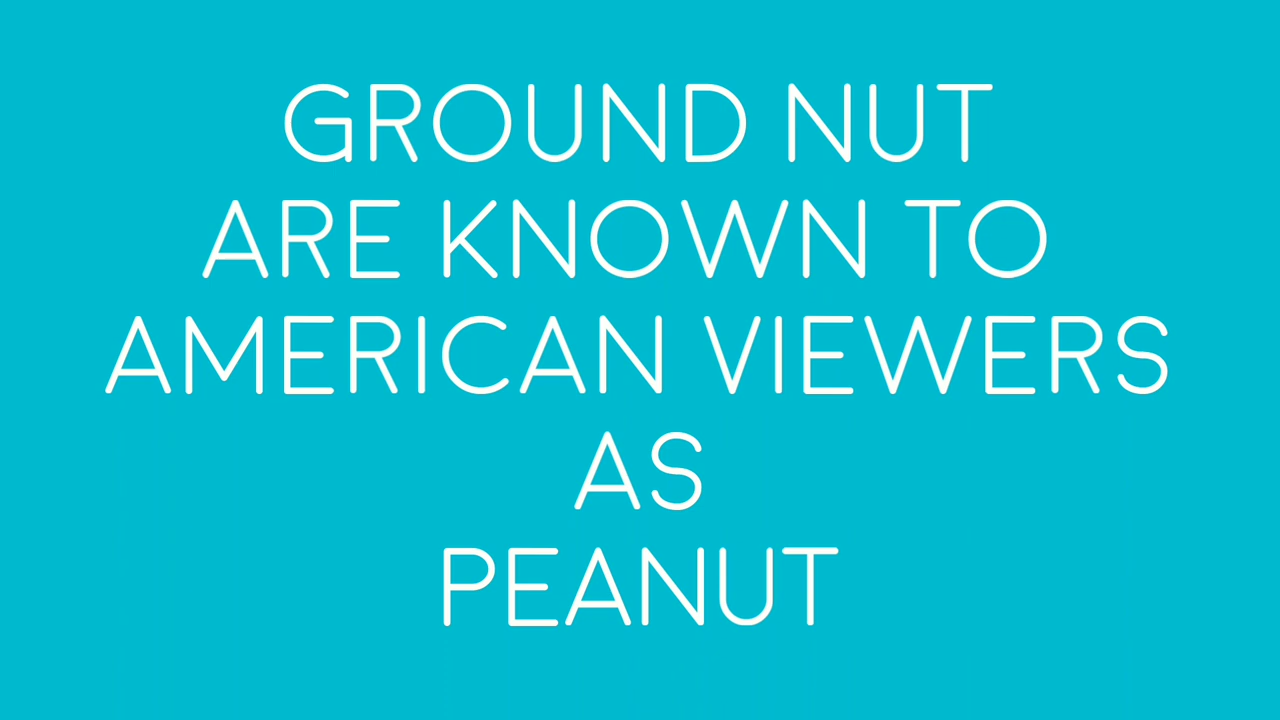 GROUND NUT
ARE KNOWN TO
AMERICAN VIEWERS
AS
PEANUT